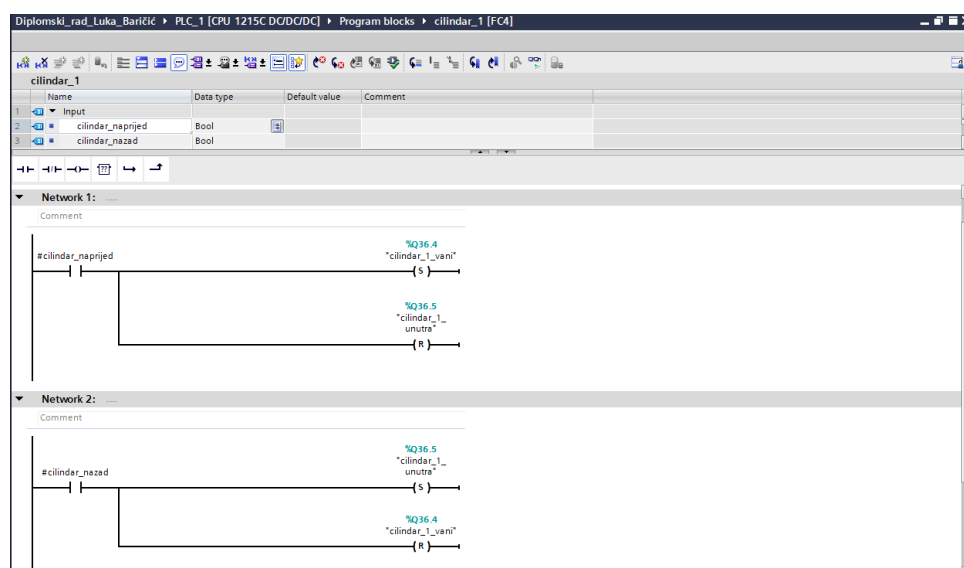 Diplomski_rad_Luka_Baričić ▸ PLC_1 [CPU 1215C DC/DC/DC] ▸ Program blocks ▸ cilindar_1 [FC4]
cilindar_1
Name Data type Default value Comment
1 Input
2 cilindar_naprijed Bool
3 cilindar_nazad Bool
??
Network 1: .....
Comment
%Q36.4
#cilindar_naprijed "cilindar_1_vani"
S
%Q36.5
"cilindar_1_
unutra"
R
Network 2: .....
Comment
%Q36.5
"cilindar_1_
#cilindar_nazad unutra"
S
%Q36.4
"cilindar_1_vani"
R